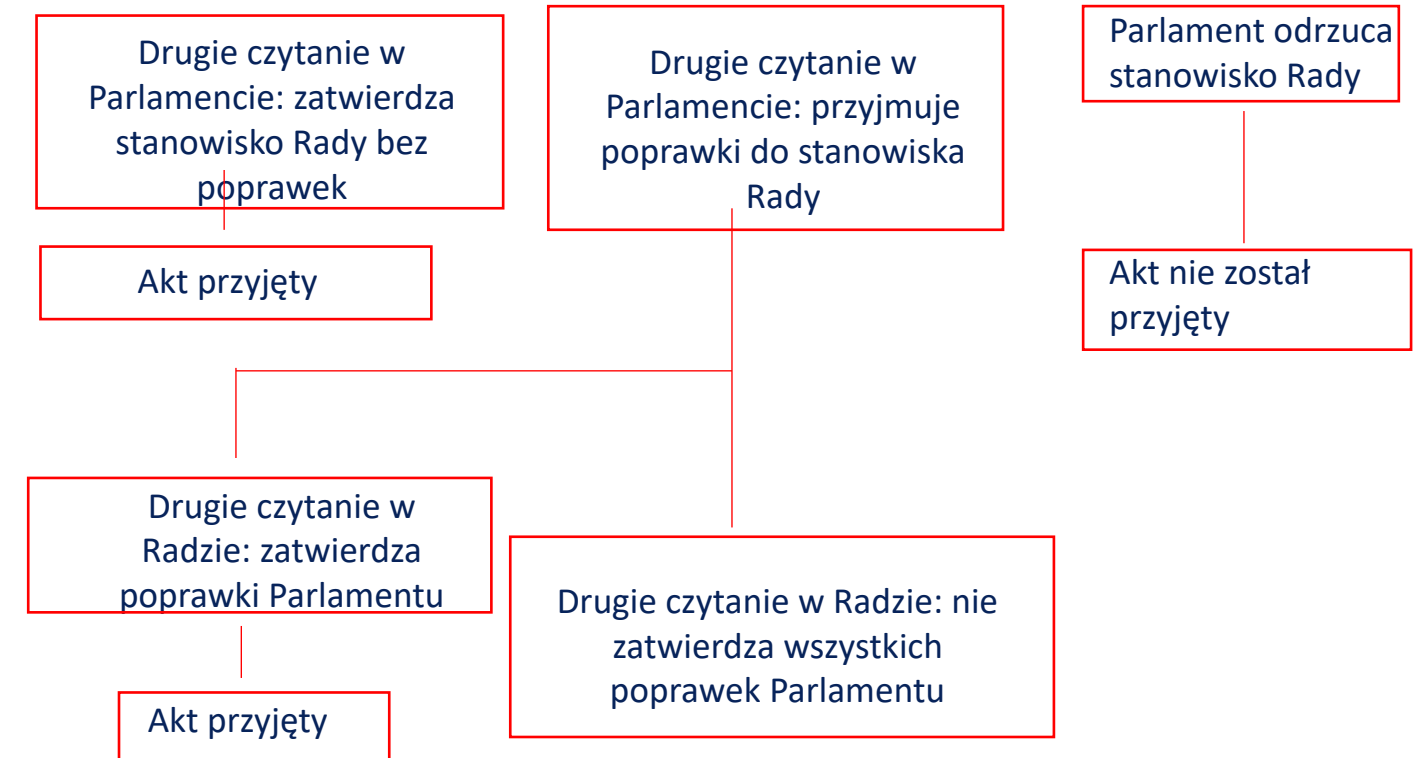 Drugie czytanie w
Parlamencie: zatwierdza
stanowisko Rady bez
poprawek
Drugie czytanie w
Parlamencie: przyjmuje
poprawki do stanowiska
Rady
Parlament odrzuca
stanowisko Rady
Akt przyjęty
Akt nie został
przyjęty
Drugie czytanie w
Radzie: zatwierdza
poprawki Parlamentu
Drugie czytanie w Radzie: nie
zatwierdza wszystkich
poprawek Parlamentu
Akt przyjęty